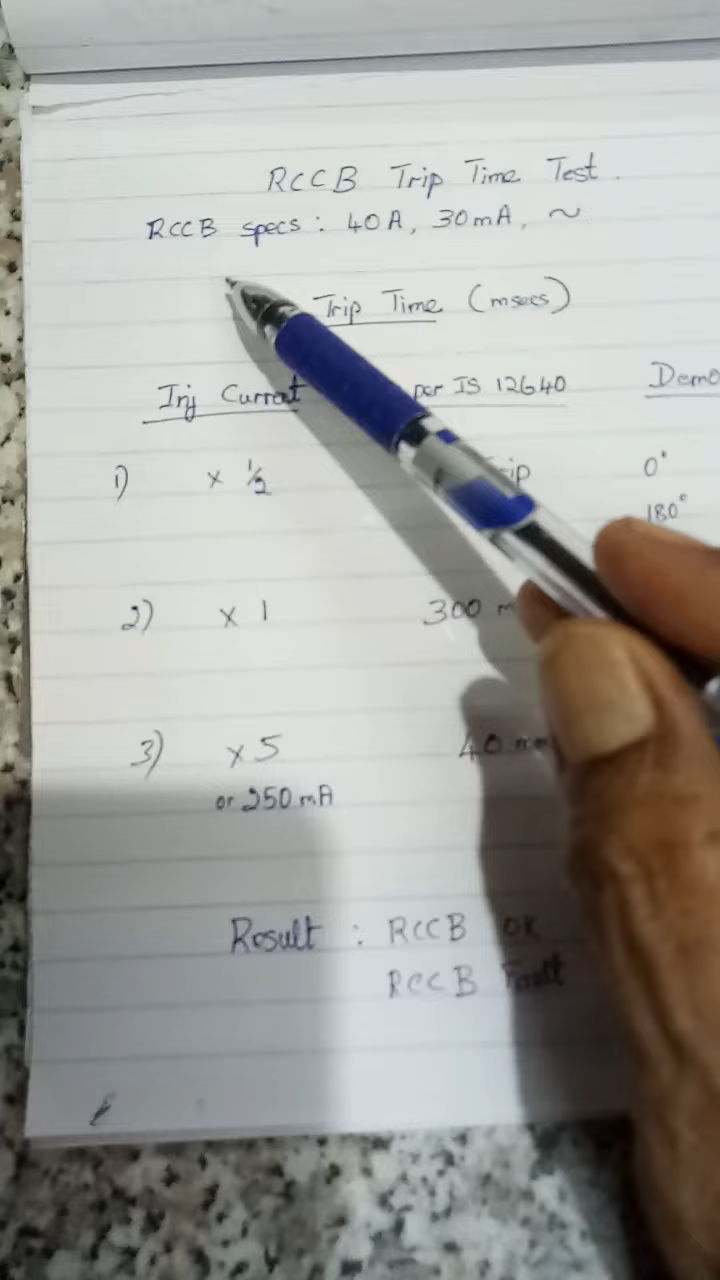 RCCB Trip Time Test.
RCCB specs : 40A, 30mA, ~
Trip Time (msecs)
Inj Current per IS 12640 Demo
1) × ½ 0°
180°
2) × 1 300
3) × 5 40
or 250 mA
Result : RCCB OK
RCCB Fault